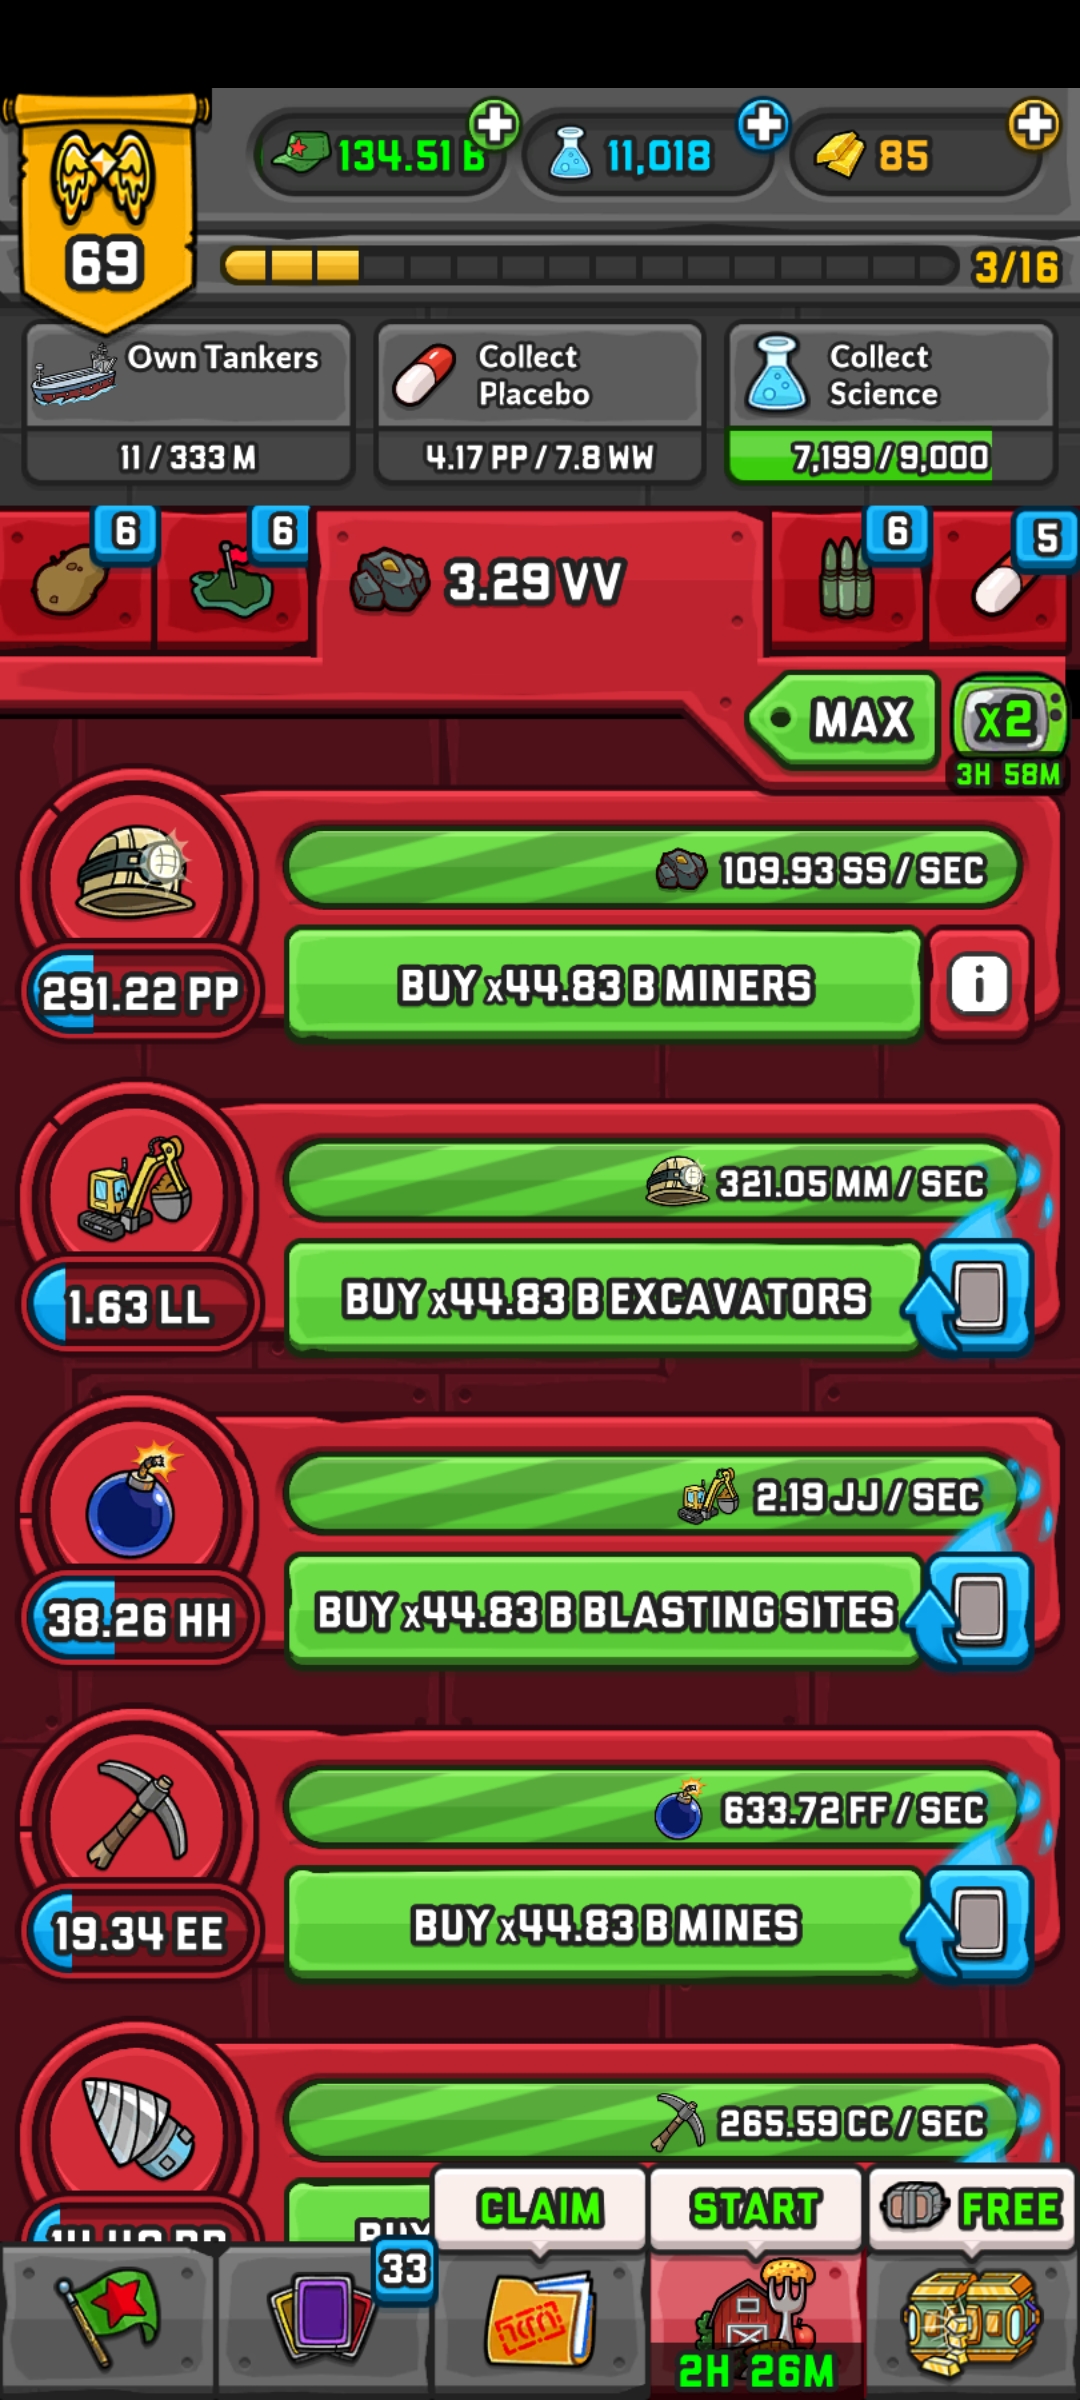 134.51 B
11,018
85
69
3/16
Own Tankers
11 / 333 M
Collect
Placebo
4.17 PP / 7.8 WW
Collect
Science
7,199 / 9,000
6
6
3.29 VV
6
5
MAX
x2
3H 58M
109.93 SS / SEC
291.22 PP
BUY x44.83 B MINERS
i
321.05 MM / SEC
1.63 LL
BUY x44.83 B EXCAVATORS
2.19 JJ / SEC
38.26 HH
BUY x44.83 B BLASTING SITES
633.72 FF / SEC
19.34 EE
BUY x44.83 B MINES
265.59 CC / SEC
BUY
CLAIM
START
FREE
33
2H 26M